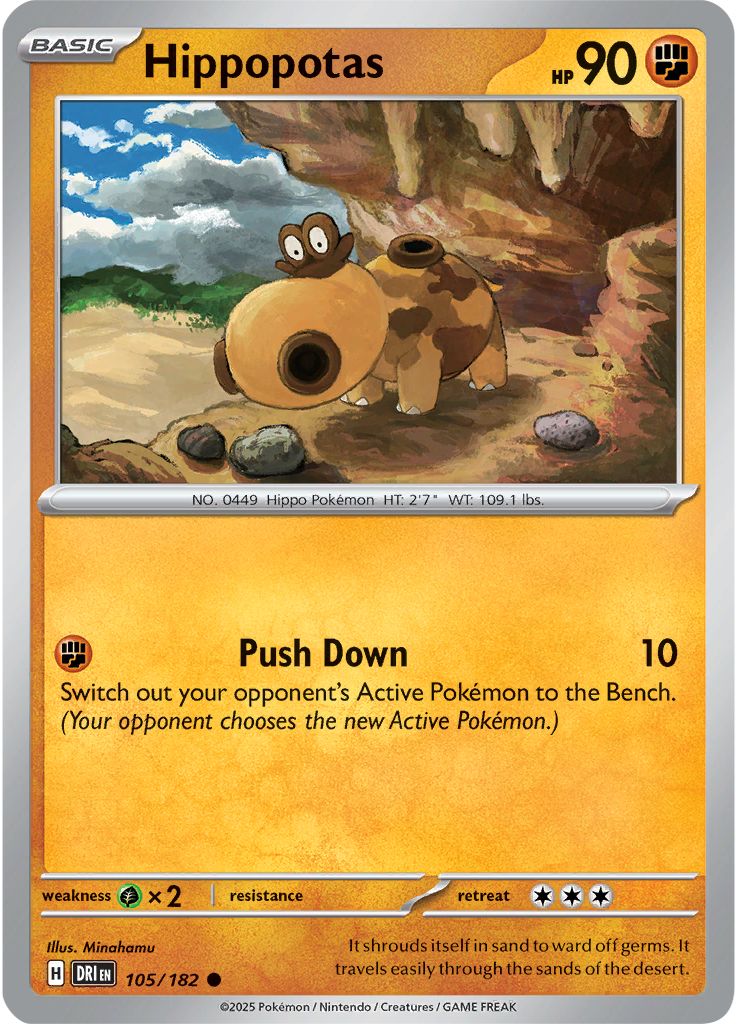 BASIC
Hippopotas
HP 90
NO. 0449 Hippo Pokémon HT: 2'7" WT: 109.1 lbs.
Push Down 10
Switch out your opponent's Active Pokémon to the Bench.
(Your opponent chooses the new Active Pokémon.)
weakness ×2 resistance retreat
Illus. Minahamu
It shrouds itself in sand to ward off germs. It
travels easily through the sands of the desert.
H DRI EN 105/182
©2025 Pokémon / Nintendo / Creatures / GAME FREAK